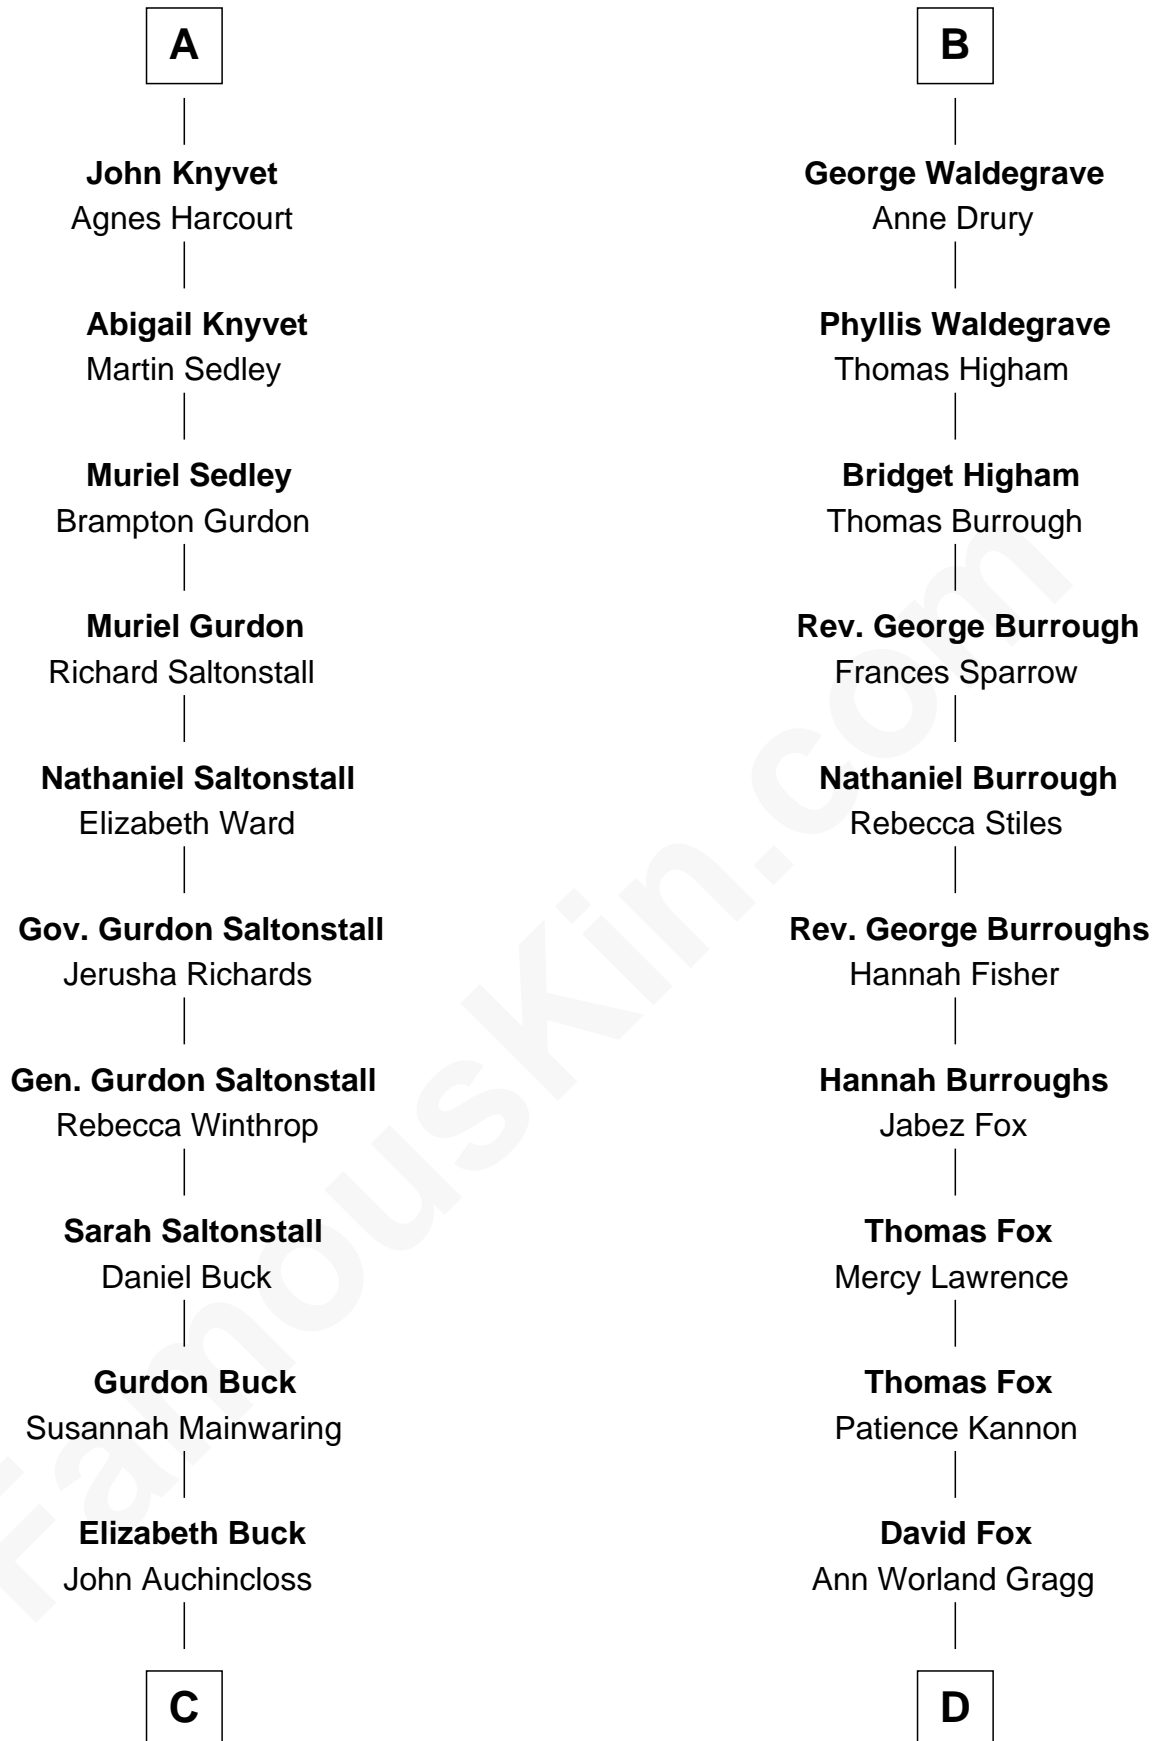 A
John Knyvet
Agnes Harcourt
Abigail Knyvet
Martin Sedley
Muriel Sedley
Brampton Gurdon
Muriel Gurdon
Richard Saltonstall
Nathaniel Saltonstall
Elizabeth Ward
Gov. Gurdon Saltonstall
Jerusha Richards
Gen. Gurdon Saltonstall
Rebecca Winthrop
Sarah Saltonstall
Daniel Buck
Gurdon Buck
Susannah Mainwaring
Elizabeth Buck
John Auchincloss
C
B
George Waldegrave
Anne Drury
Phyllis Waldegrave
Thomas Higham
Bridget Higham
Thomas Burrough
Rev. George Burrough
Frances Sparrow
Nathaniel Burrough
Rebecca Stiles
Rev. George Burroughs
Hannah Fisher
Hannah Burroughs
Jabez Fox
Thomas Fox
Mercy Lawrence
Thomas Fox
Patience Kannon
David Fox
Ann Worland Gragg
D
FamousKin.com